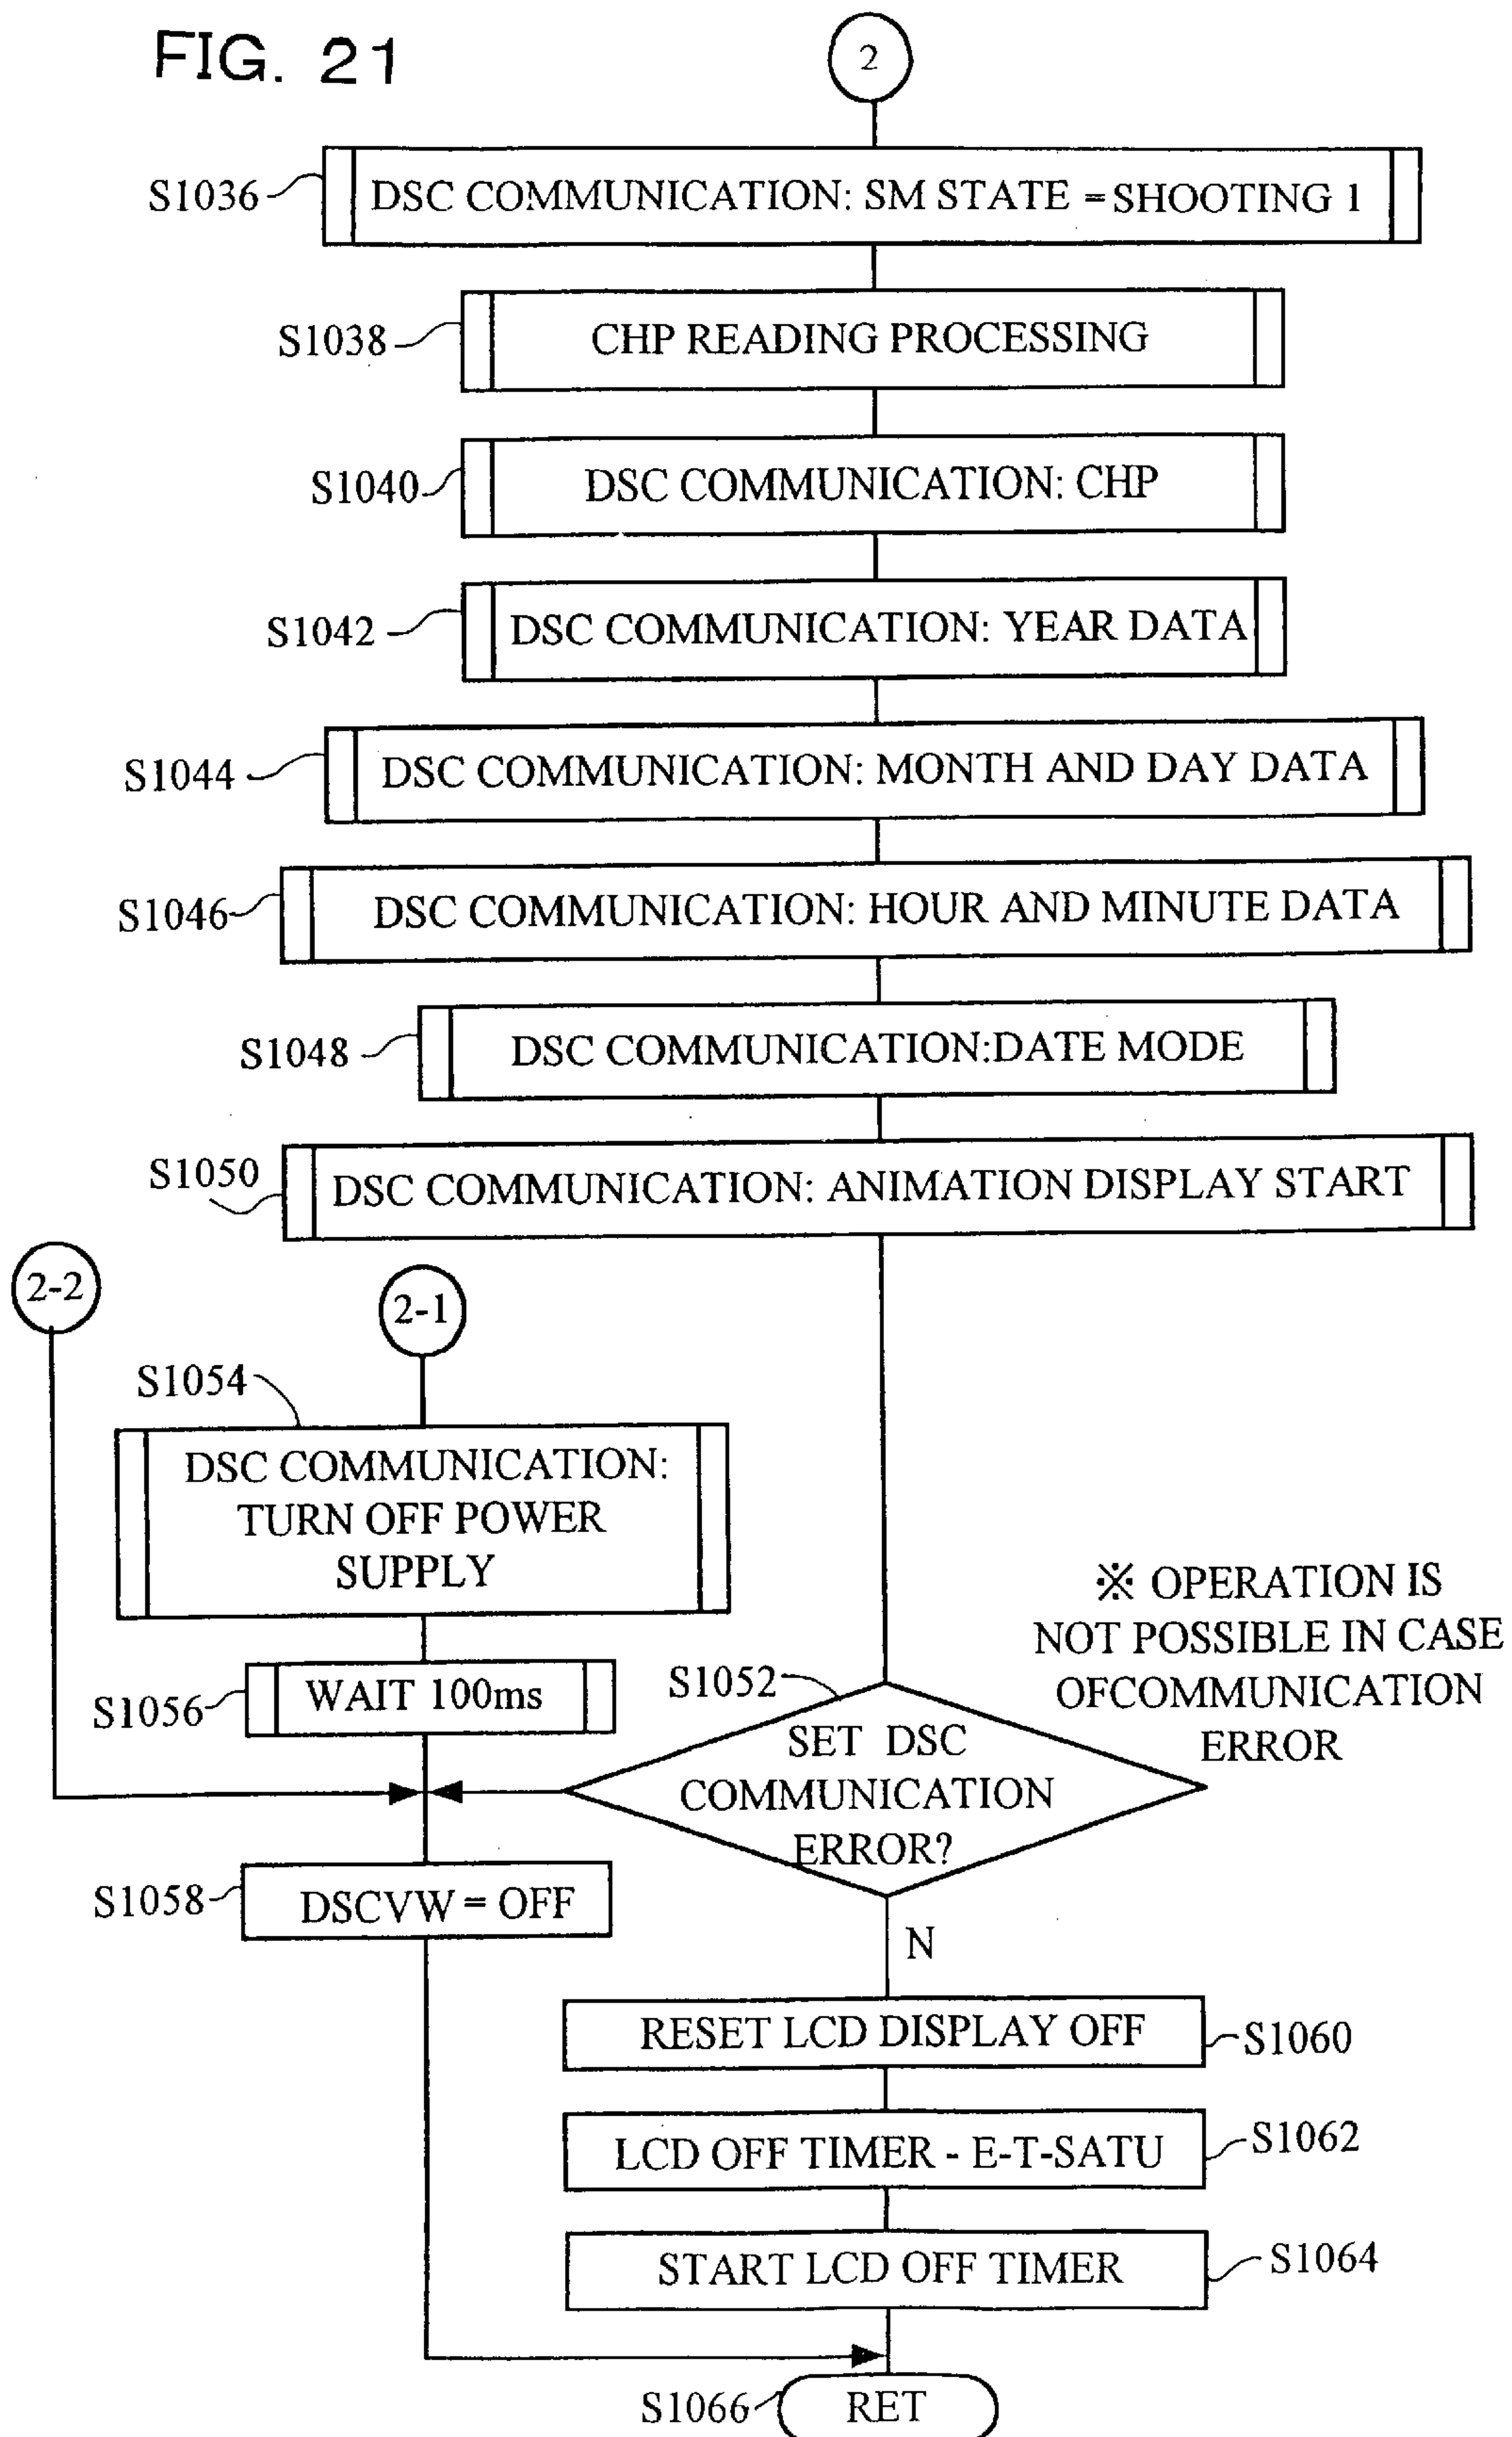 FIG. 21
2
S1036
DSC COMMUNICATION: SM STATE = SHOOTING 1
S1038
CHP READING PROCESSING
S1040
DSC COMMUNICATION: CHP
S1042
DSC COMMUNICATION: YEAR DATA
S1044
DSC COMMUNICATION: MONTH AND DAY DATA
S1046
DSC COMMUNICATION: HOUR AND MINUTE DATA
S1048
DSC COMMUNICATION:DATE MODE
S1050
DSC COMMUNICATION: ANIMATION DISPLAY START
2-2
2-1
S1054
DSC COMMUNICATION:
TURN OFF POWER
SUPPLY
※ OPERATION IS
NOT POSSIBLE IN CASE
OFCOMMUNICATION
ERROR
S1056
WAIT 100ms
S1052
SET DSC
COMMUNICATION
ERROR?
S1058
DSCVW = OFF
N
RESET LCD DISPLAY OFF
S1060
LCD OFF TIMER - E-T-SATU
S1062
START LCD OFF TIMER
S1064
S1066
RET